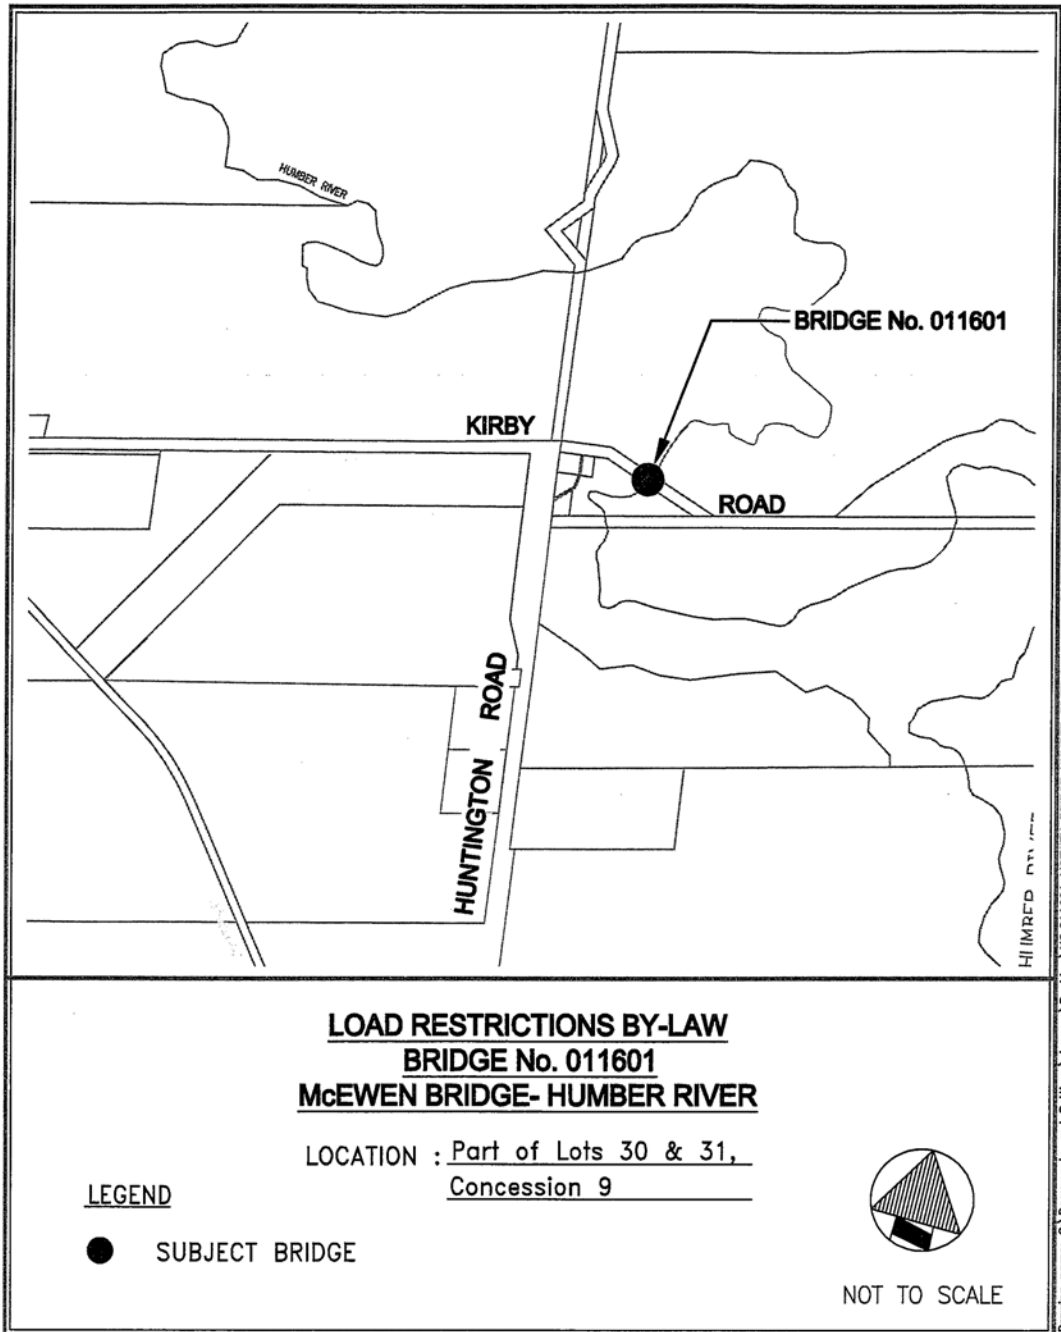 HUMBER RIVER
BRIDGE No. 011601
KIRBY
ROAD
HUNTINGTON ROAD
LOAD RESTRICTIONS BY-LAW
BRIDGE No. 011601
McEWEN BRIDGE- HUMBER RIVER
LOCATION : Part of Lots 30 & 31,
Concession 9
LEGEND
SUBJECT BRIDGE
NOT TO SCALE